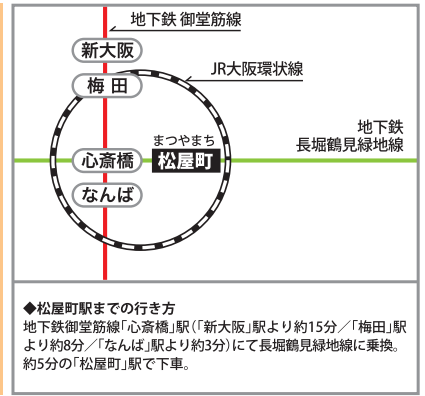 地下鉄 御堂筋線
新大阪
JR大阪環状線
梅田
地下鉄
長堀鶴見緑地線
まつやまち
心斎橋
松屋町
なんば
◆松屋町駅までの行き方
地下鉄御堂筋線「心斎橋」駅(「新大阪」駅より約15分／「梅田」駅
より約8分／「なんば」駅より約3分)にて長堀鶴見緑地線に乗換。
約5分の「松屋町」駅で下車。